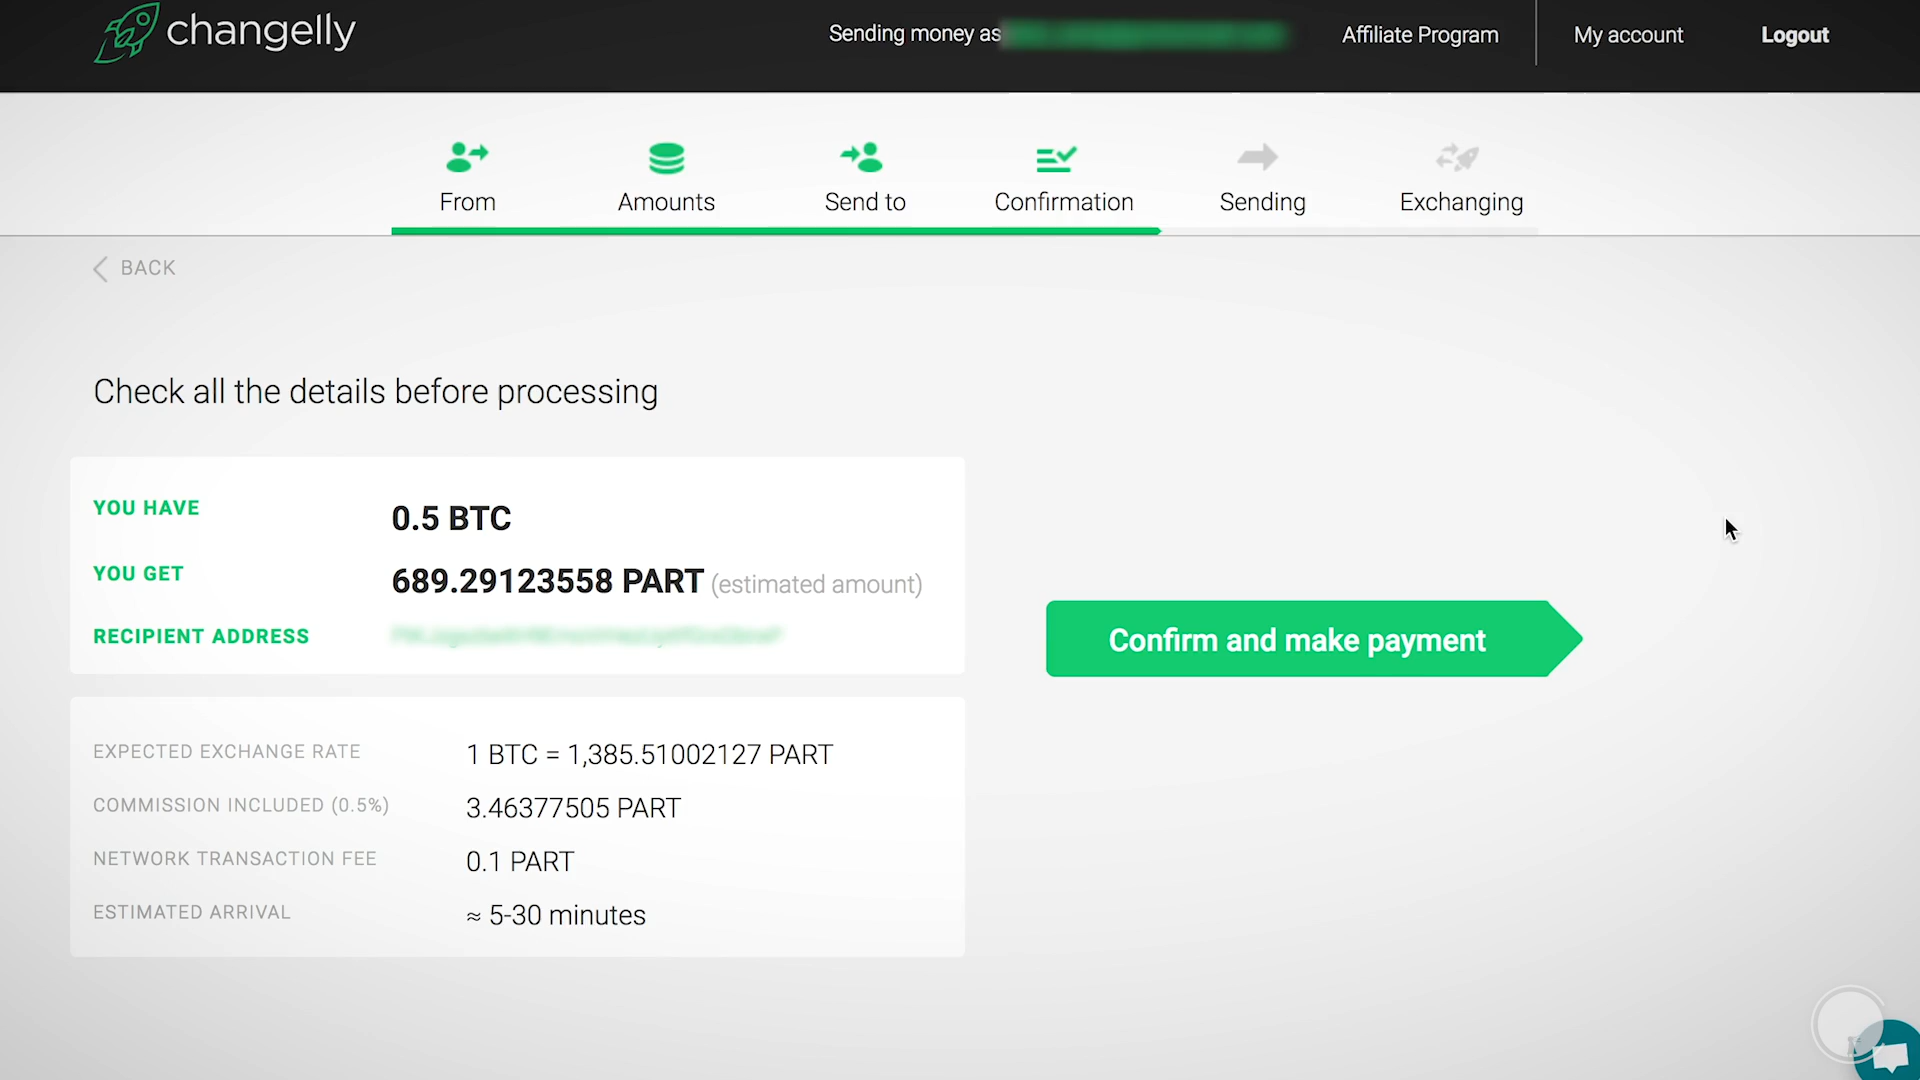 changelly
Sending money as
Affiliate Program
My account
Logout
From
Amounts
Send to
Confirmation
Sending
Exchanging
BACK
Check all the details before processing
YOU HAVE
0.5 BTC
YOU GET
689.29123558 PART (estimated amount)
RECIPIENT ADDRESS
Confirm and make payment
EXPECTED EXCHANGE RATE
1 BTC = 1,385.51002127 PART
COMMISSION INCLUDED (0.5%)
3.46377505 PART
NETWORK TRANSACTION FEE
0.1 PART
ESTIMATED ARRIVAL
≈ 5-30 minutes